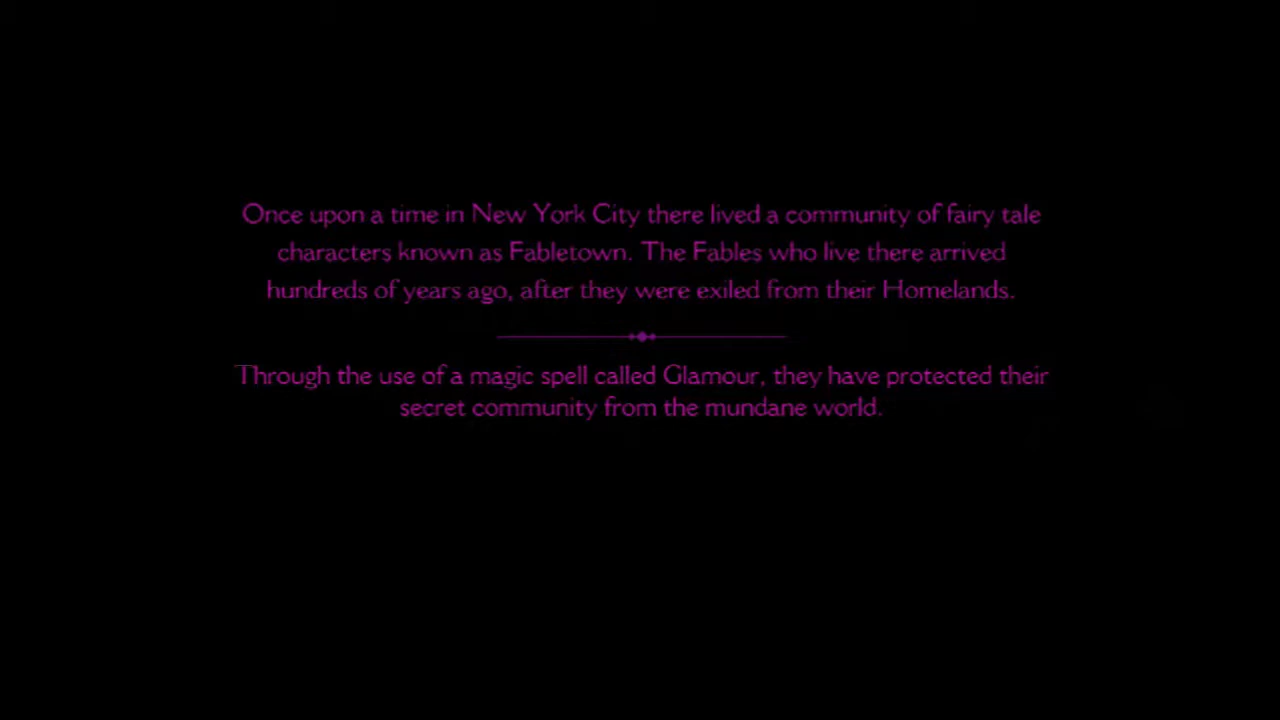 Once upon a time in New York City there lived a community of fairy tale
characters known as Fabletown. The Fables who live there arrived
hundreds of years ago, after they were exiled from their Homelands.
Through the use of a magic spell called Glamour, they have protected their
secret community from the mundane world.